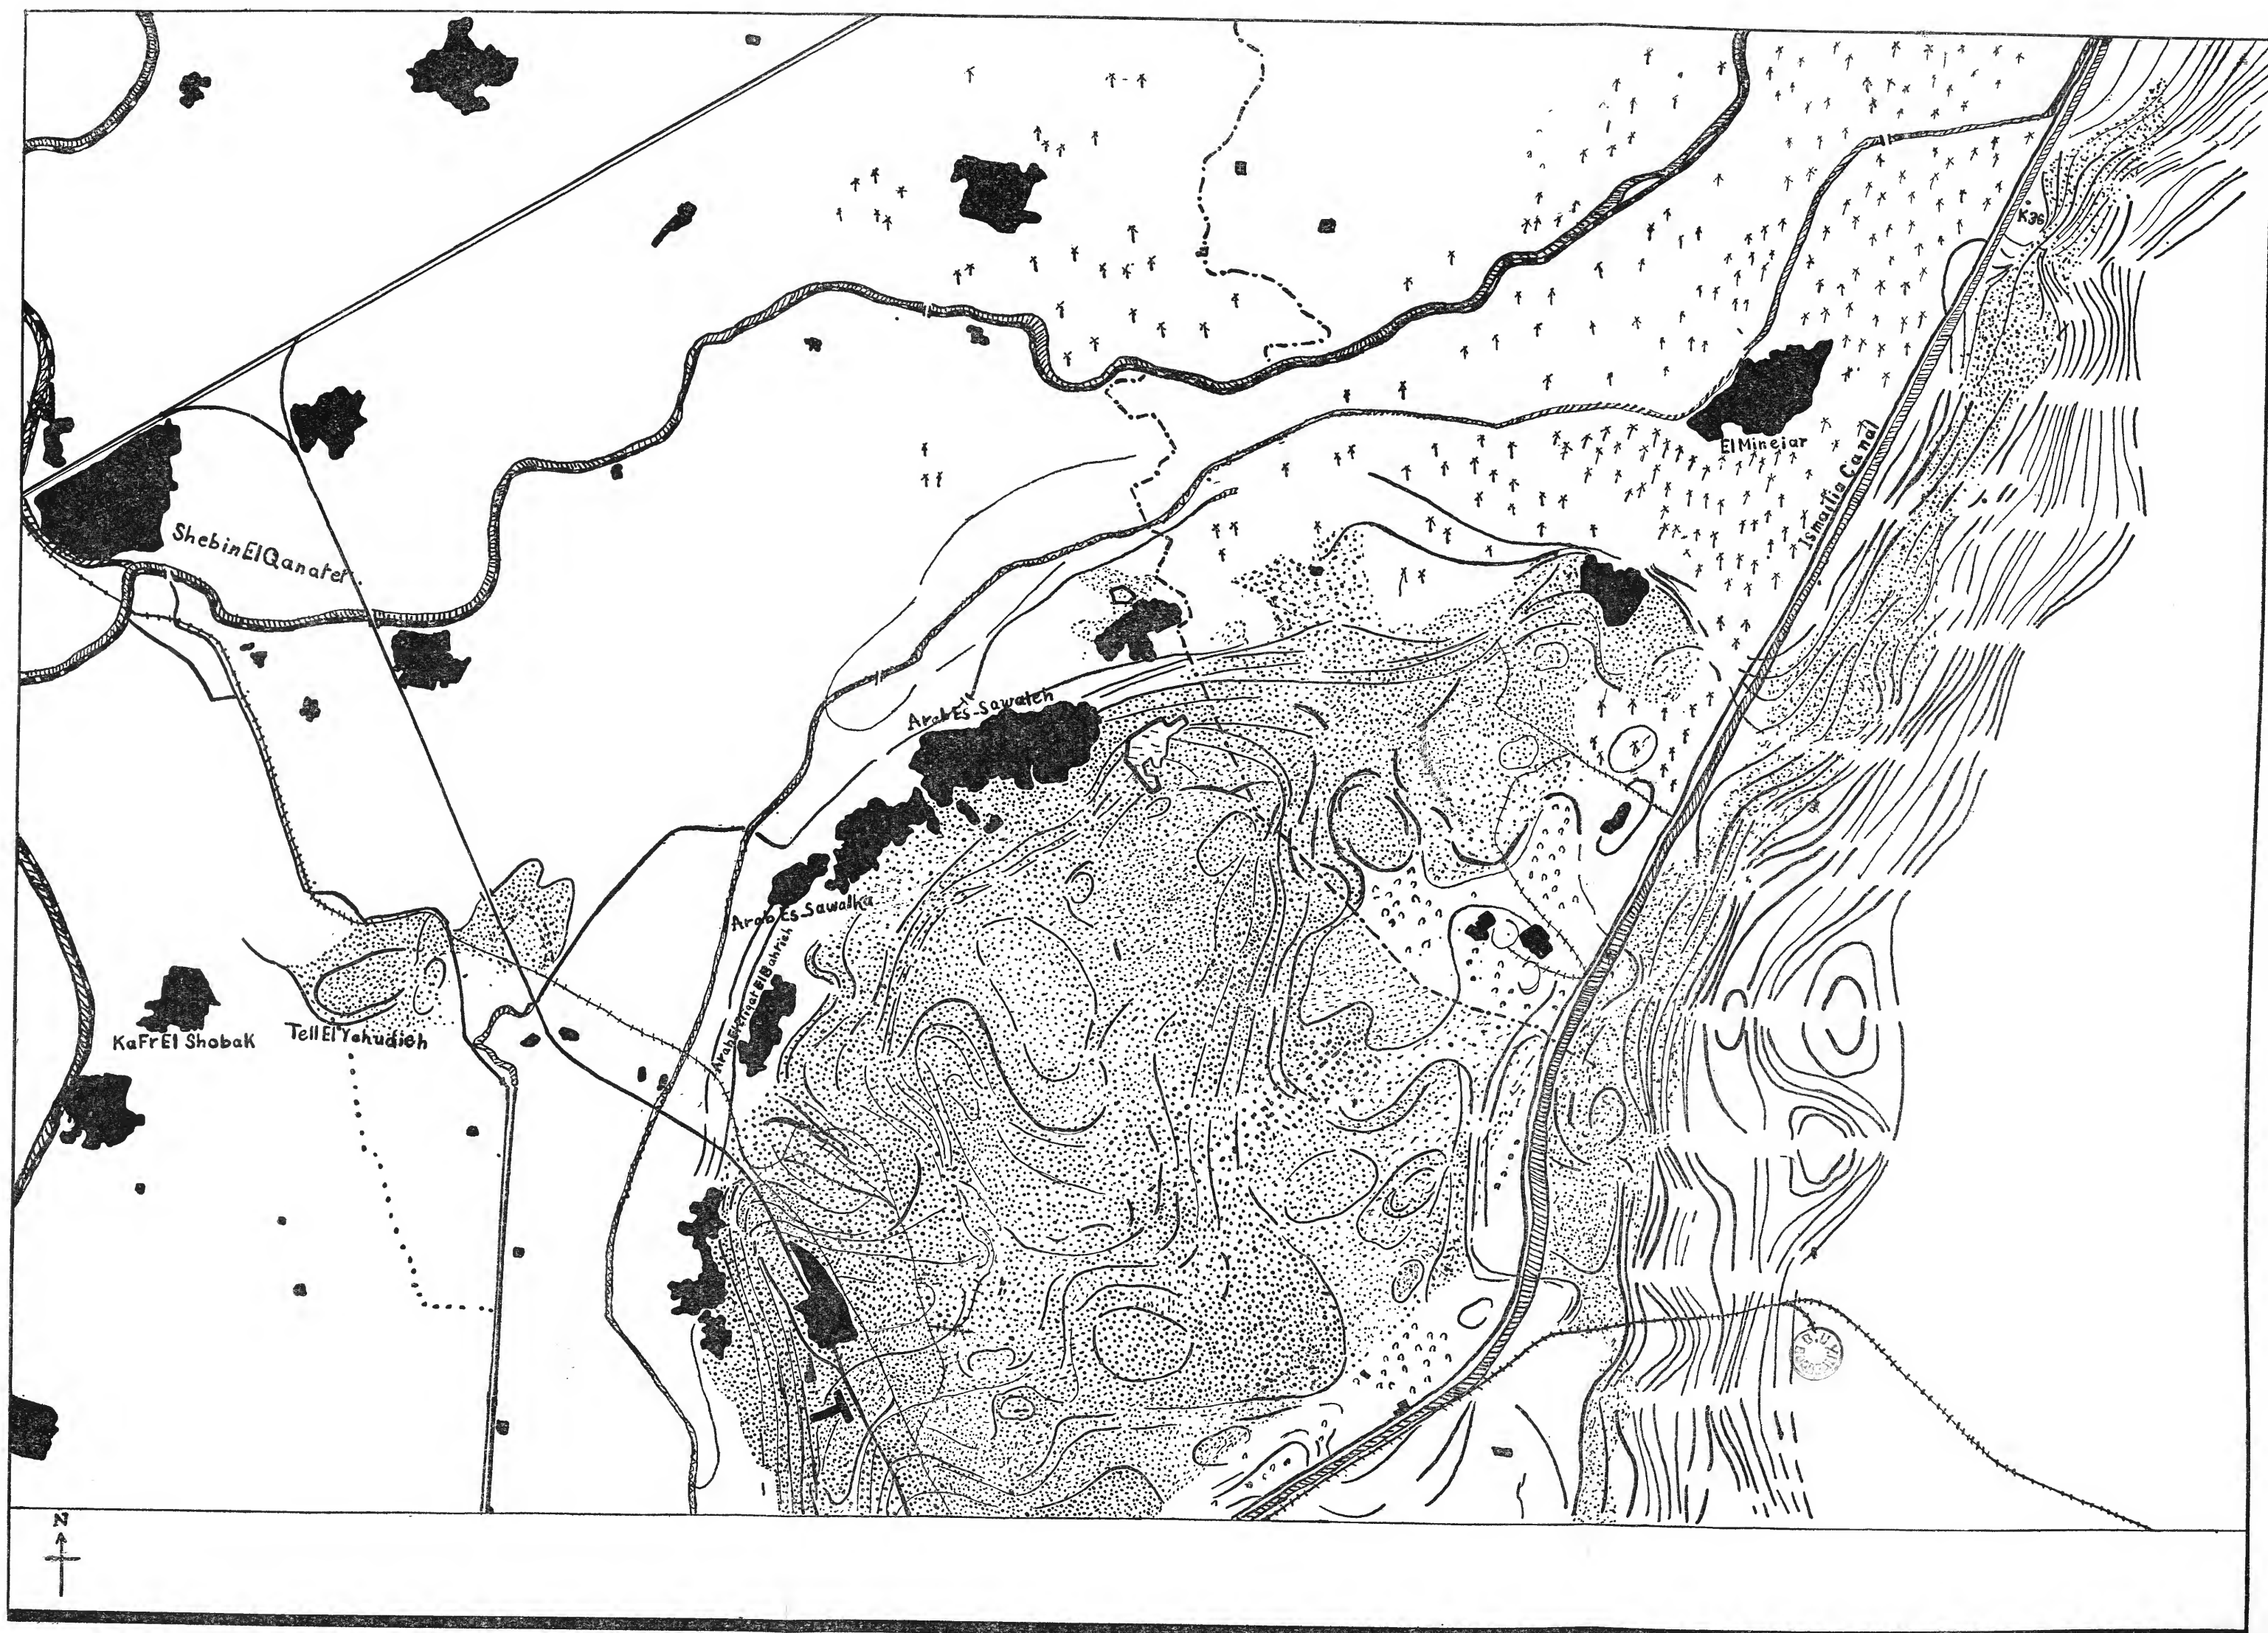 K36
El Minejar
Ismailia Canal
Shebin El Qanater
Arab Es-Sawaleh
Arab Es-Sawalha
KaFr El Shobak
Tell El Yehudieh
N